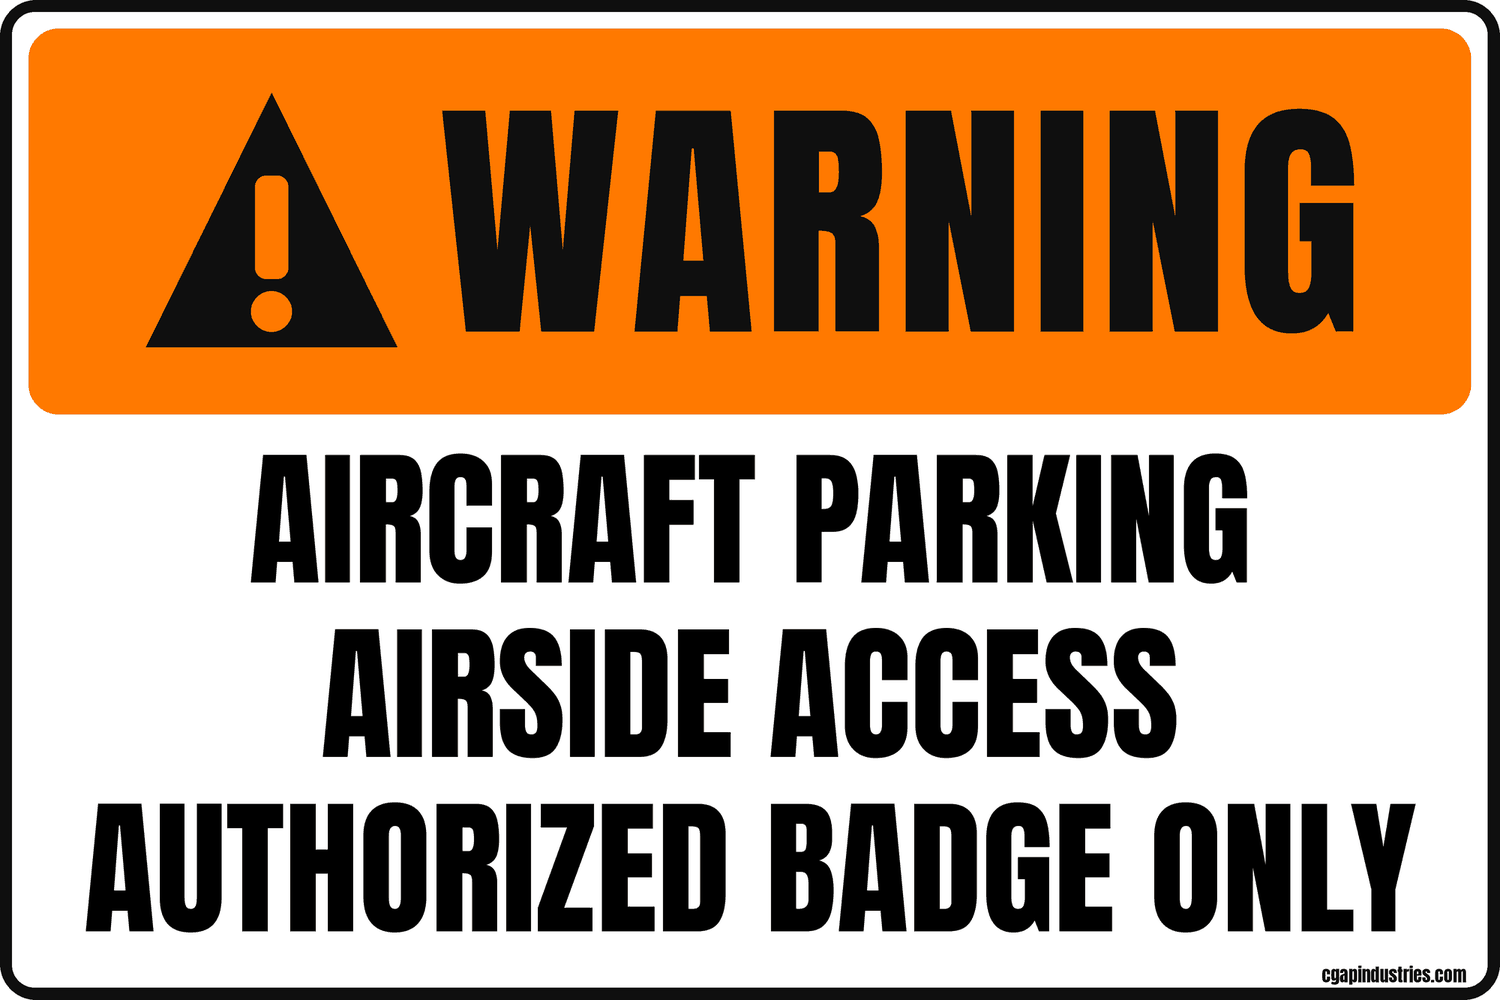 WARNING
AIRCRAFT PARKING
AIRSIDE ACCESS
AUTHORIZED BADGE ONLY
cgapindustries.com